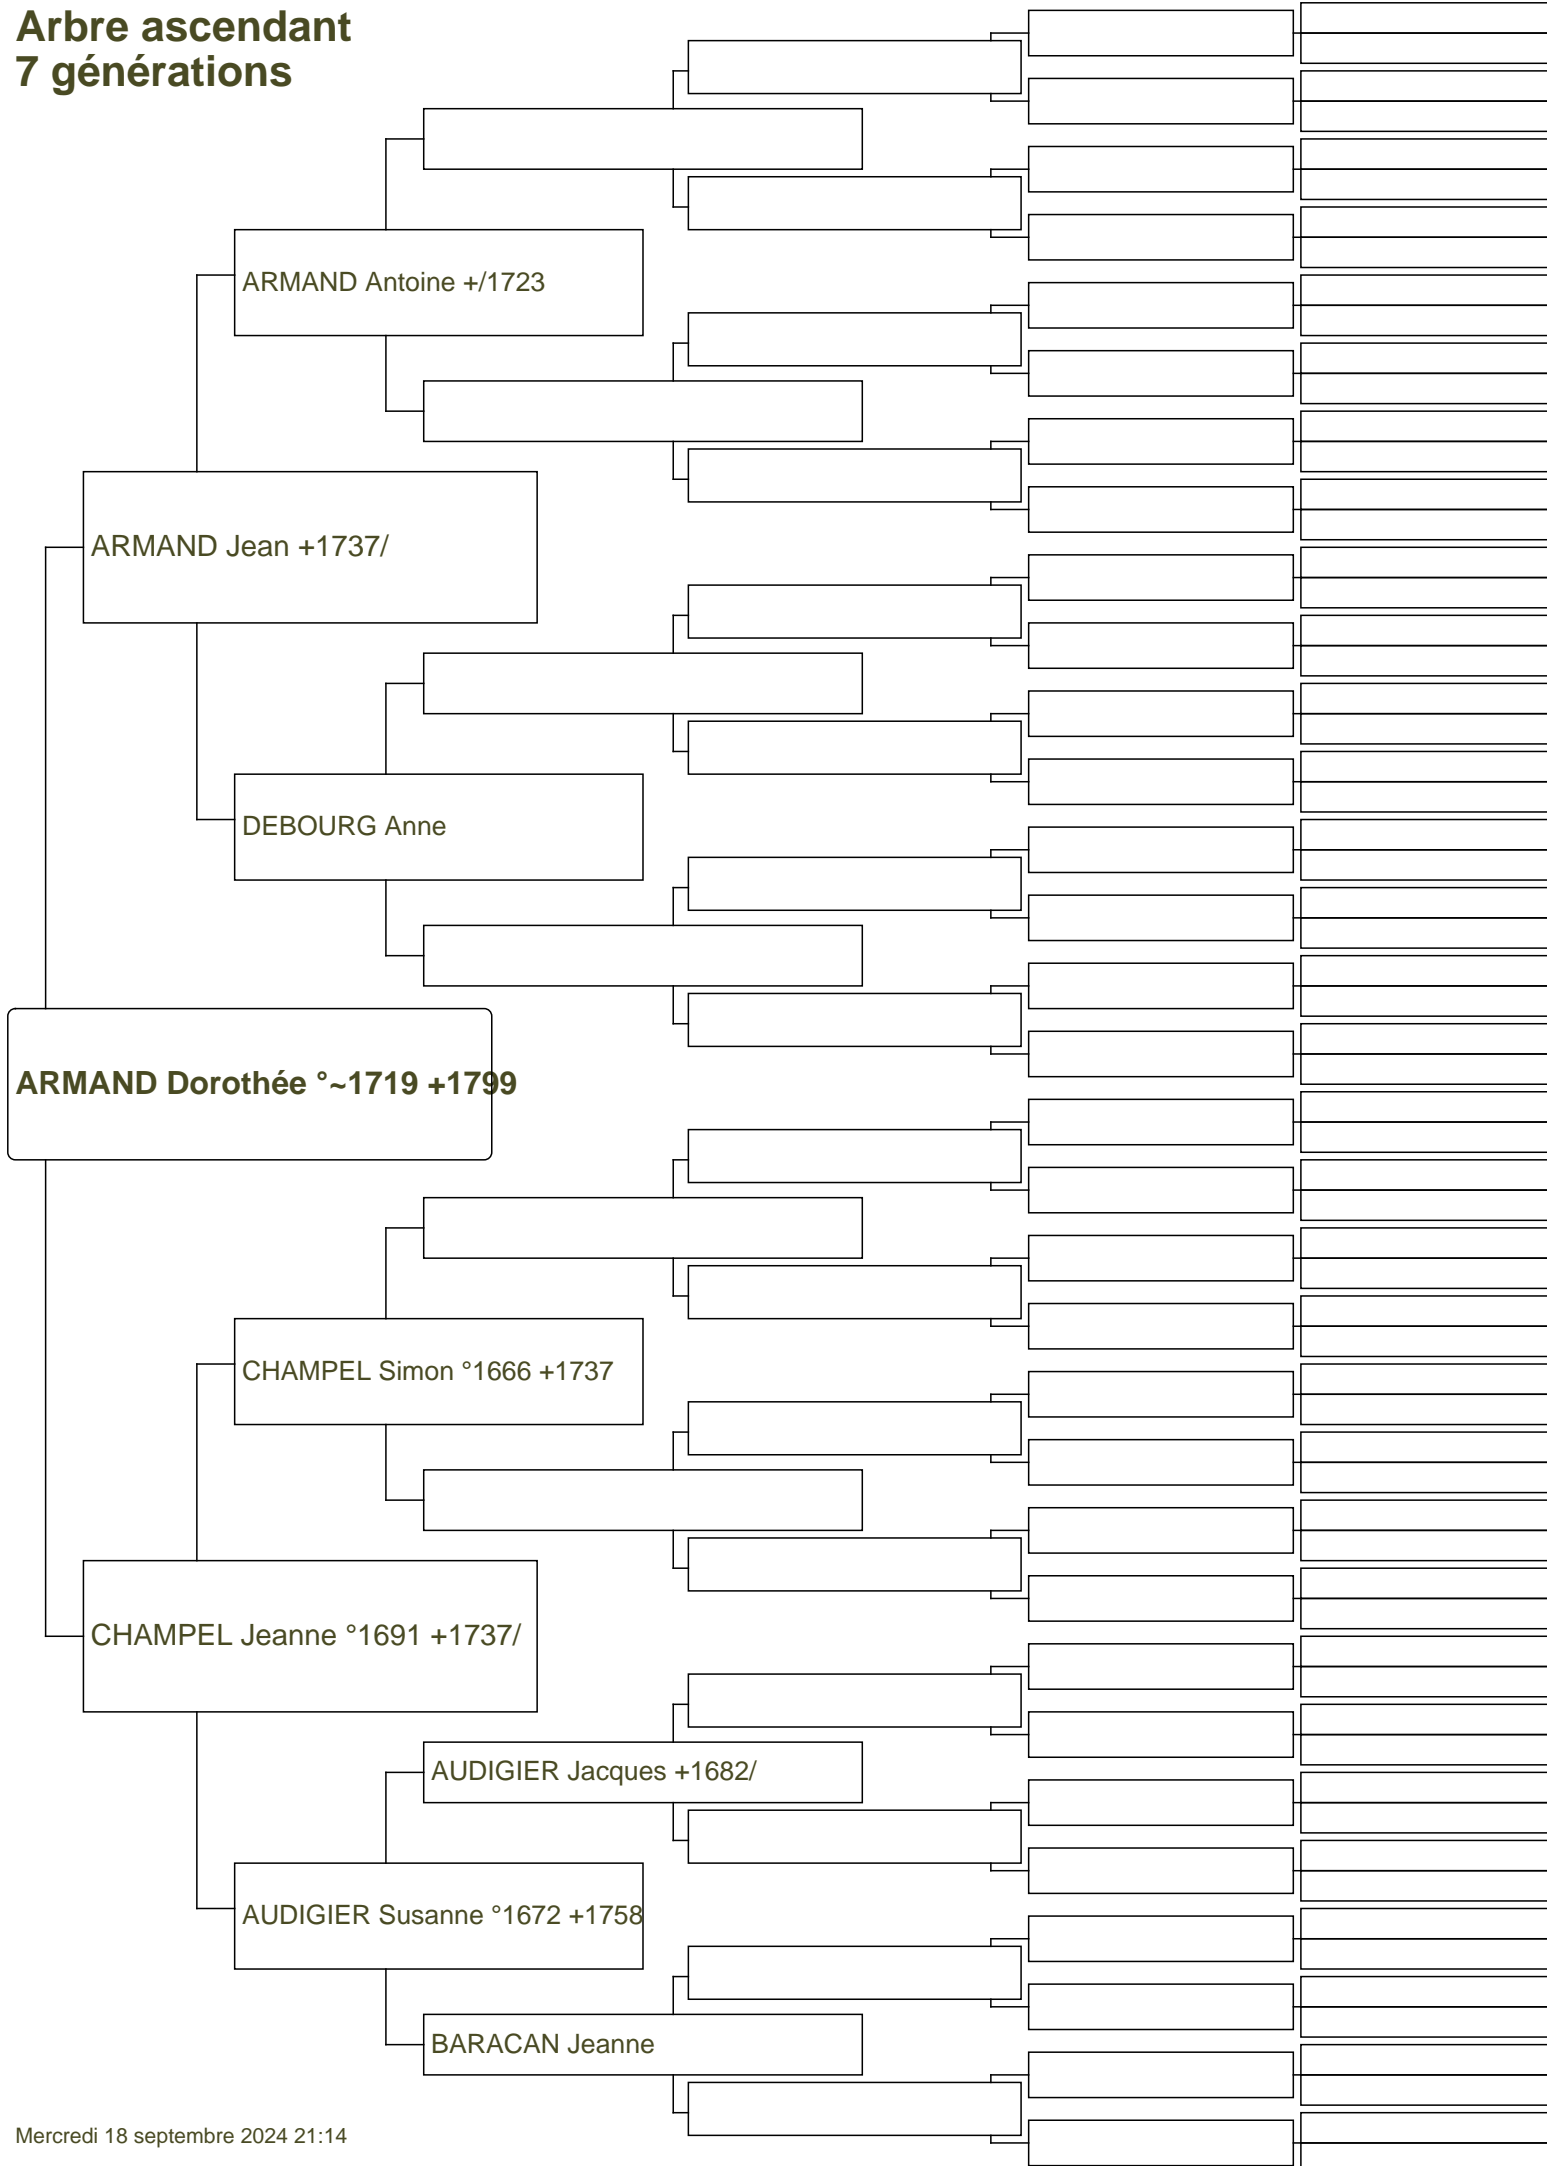 Arbre ascendant
7 générations
ARMAND Antoine +/1723
ARMAND Jean +1737/
DEBOURG Anne
ARMAND Dorothée °~1719 +1799
CHAMPEL Simon °1666 +1737
CHAMPEL Jeanne °1691 +1737/
AUDIGIER Jacques +1682/
AUDIGIER Susanne °1672 +1758
BARACAN Jeanne
Mercredi 18 septembre 2024 21:14